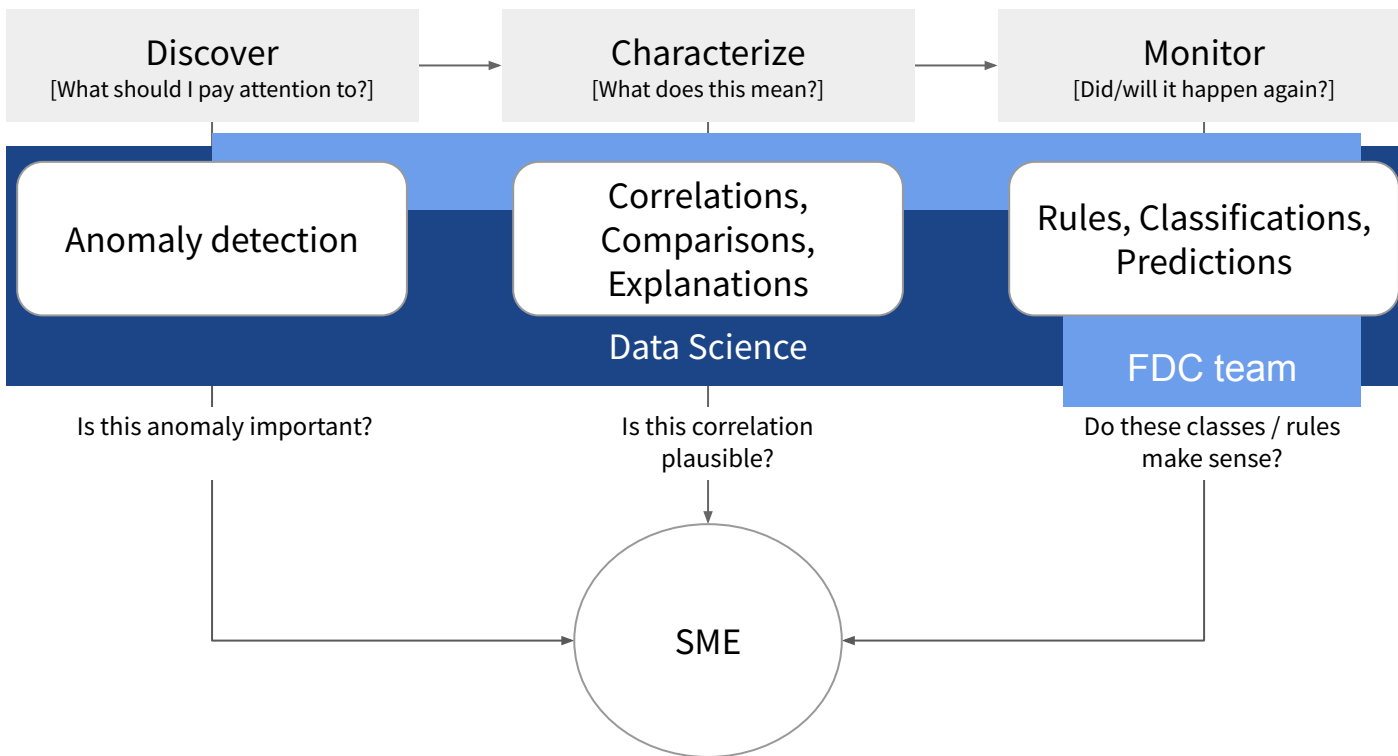 Discover
[What should I pay attention to?]
Characterize
[What does this mean?]
Monitor
[Did/will it happen again?]
Anomaly detection
Correlations,
Comparisons,
Explanations
Rules, Classifications,
Predictions
Data Science
FDC team
Is this anomaly important?
Is this correlation
plausible?
Do these classes / rules
make sense?
SME